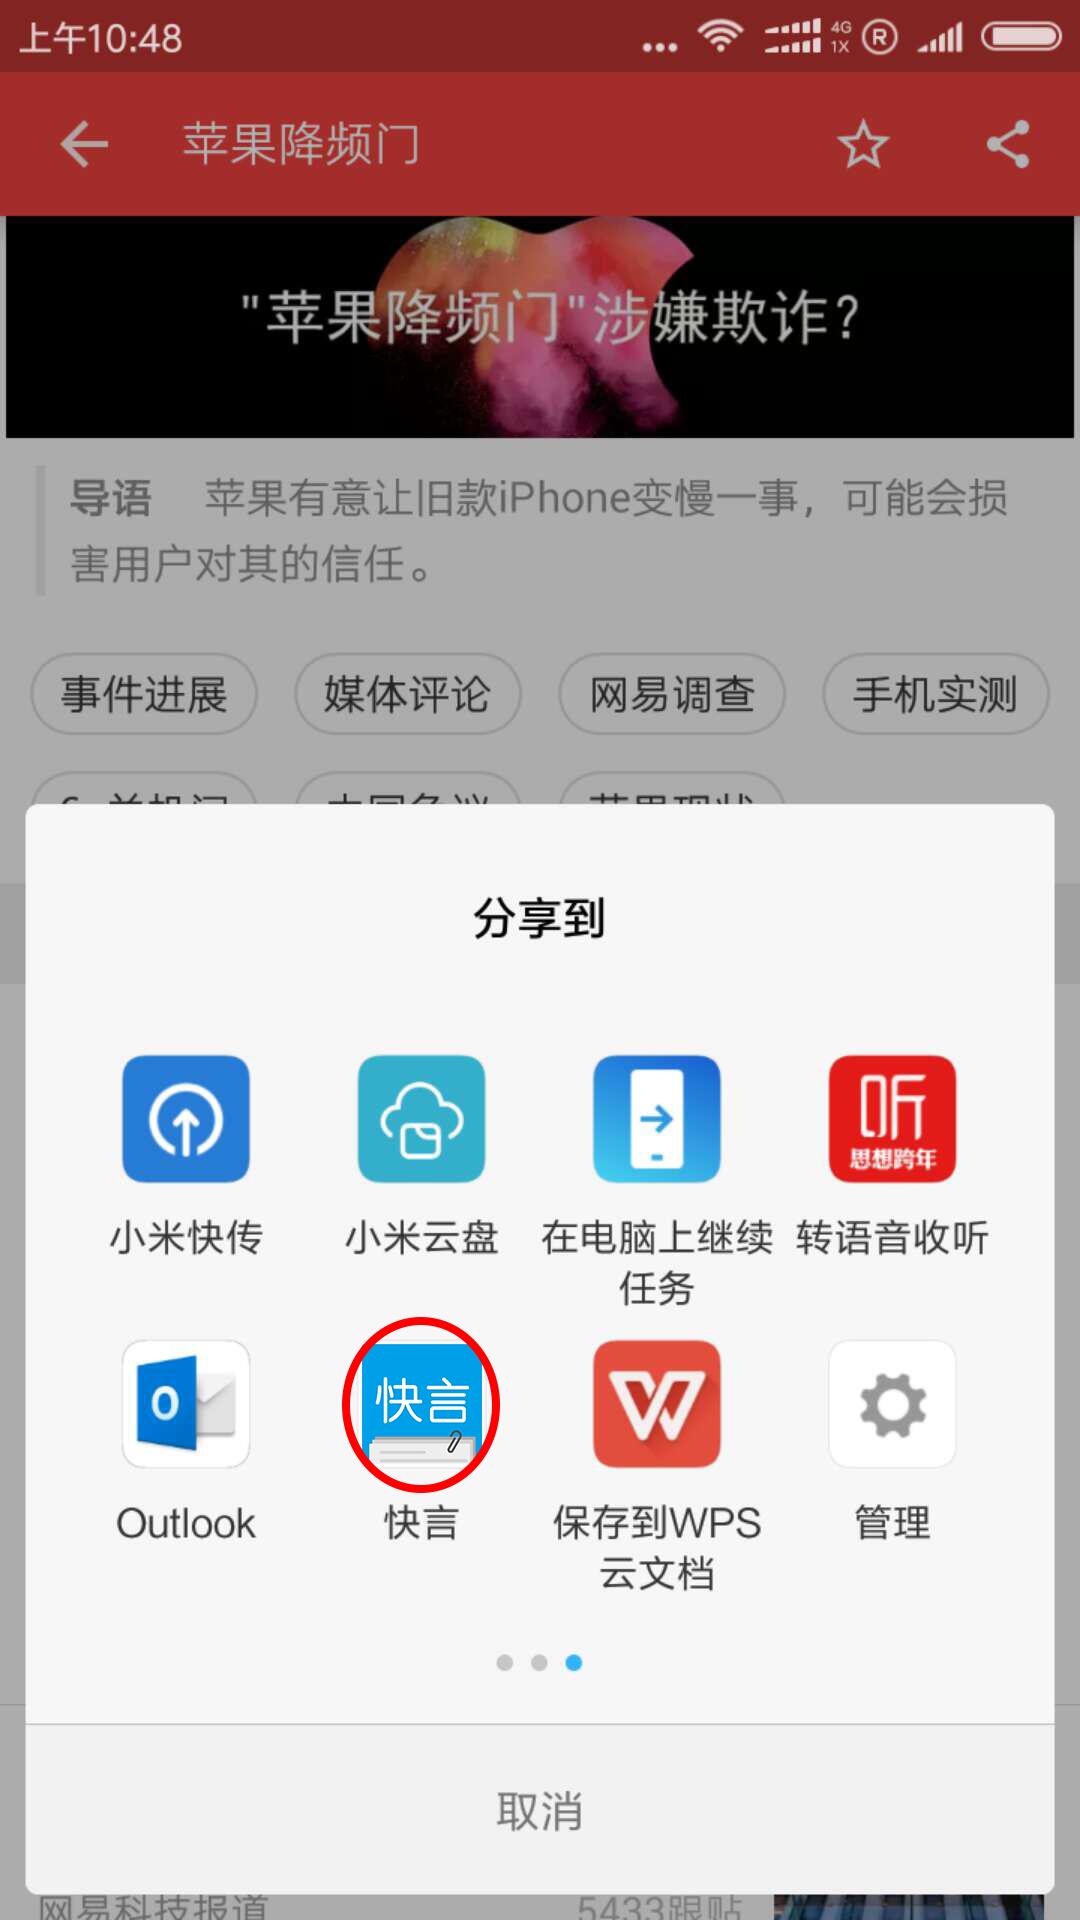 上午10:48
4G
1X
R
苹果降频门
"苹果降频门"涉嫌欺诈?
导语 苹果有意让旧款iPhone变慢一事，可能会损
害用户对其的信任。
事件进展 媒体评论 网易调查 手机实测
分享到
听
思想跨年
小米快传 小米云盘 在电脑上继续 转语音收听
任务
快言
Outlook 快言 保存到WPS 管理
云文档
取消
网易科技报道 5433跟贴